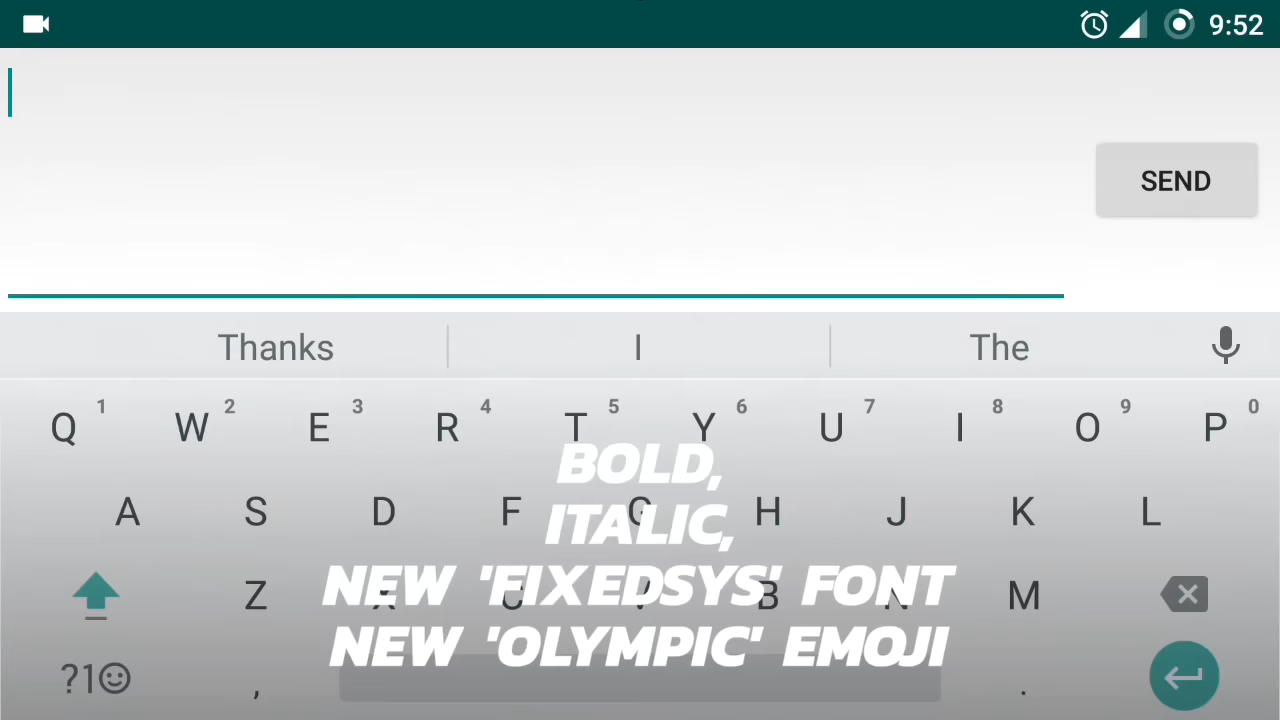 9:52
SEND
Thanks I The
Q 1 W 2 E 3 R 4 T 5 Y 6 U 7 I 8 O 9 P 0
BOLD,
A S D F G H J K L
ITALIC,
Z X C V B N M
NEW 'FIXEDSYS' FONT
NEW 'OLYMPIC' EMOJI
?1☺ , .